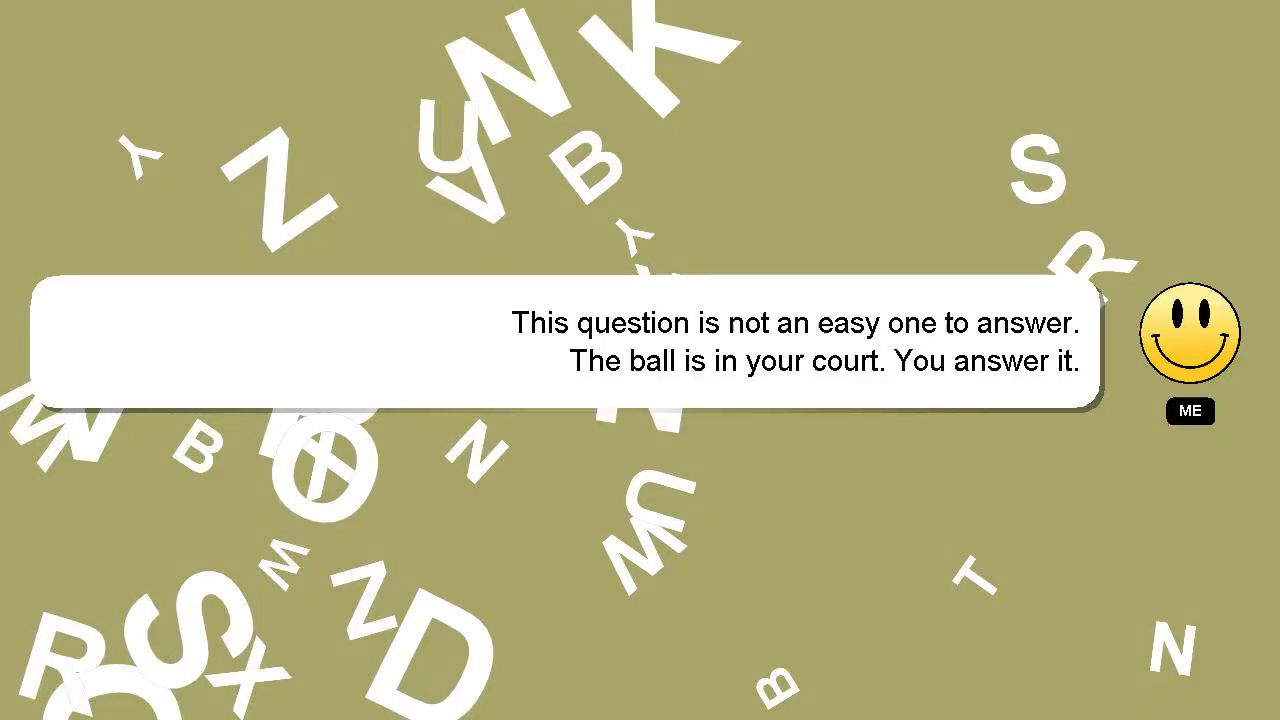 This question is not an easy one to answer.
The ball is in your court. You answer it.
ME